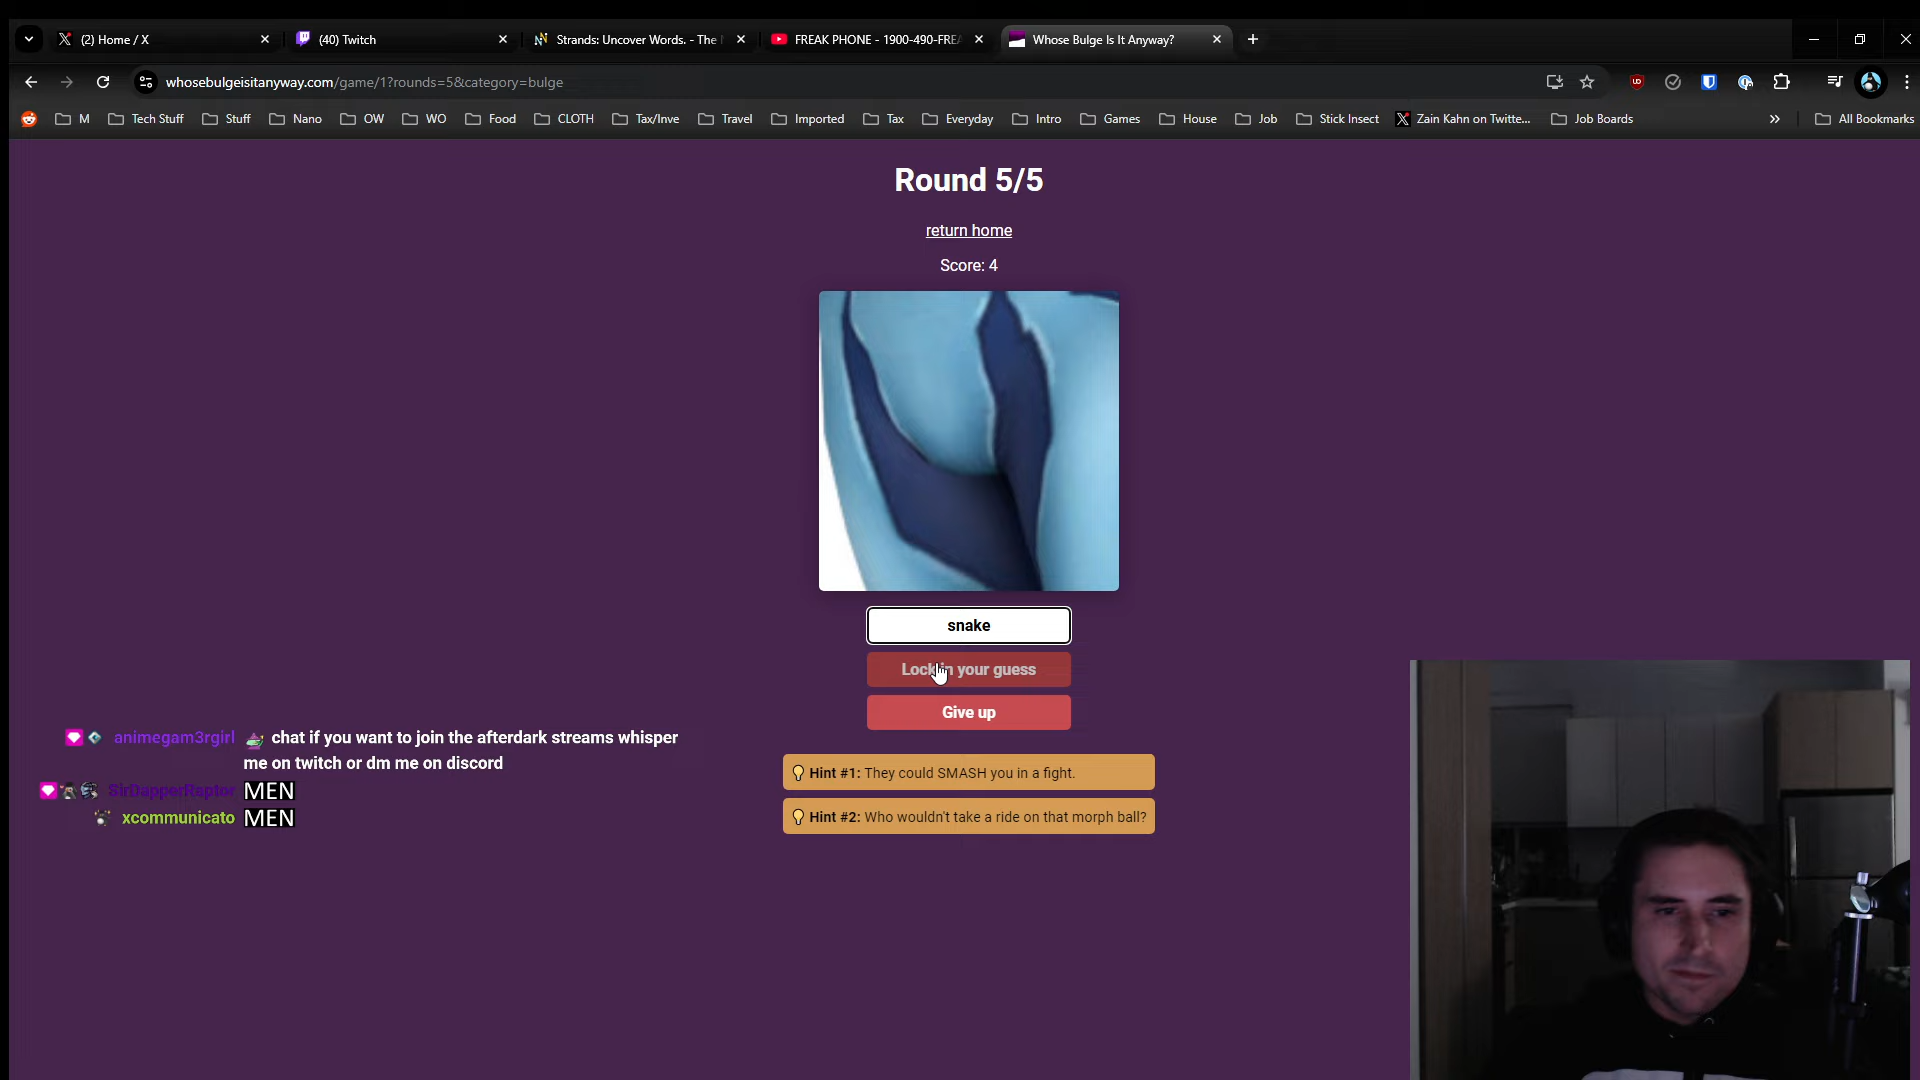 (2) Home / X
(40) Twitch
Strands: Uncover Words. - The
FREAK PHONE - 1900-490-FREA
Whose Bulge Is It Anyway?
whosebulgeisitanyway.com/game/1?rounds=5&category=bulge
M
Tech Stuff
Stuff
Nano
OW
WO
Food
CLOTH
Tax/Inve
Travel
Imported
Tax
Everyday
Intro
Games
House
Job
Stick Insect
Zain Kahn on Twitte...
Job Boards
All Bookmarks
Round 5/5
return home
Score: 4
snake
Lock in your guess
Give up
Hint #1: They could SMASH you in a fight.
Hint #2: Who wouldn't take a ride on that morph ball?
animegam3rgirl chat if you want to join the afterdark streams whisper
me on twitch or dm me on discord
SirDapperRaptor MEN
xcommunicato MEN